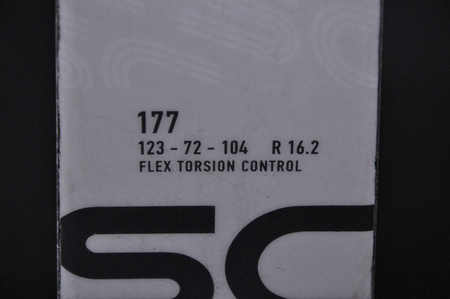 177
123 - 72 - 104 R 16.2
FLEX TORSION CONTROL
SC